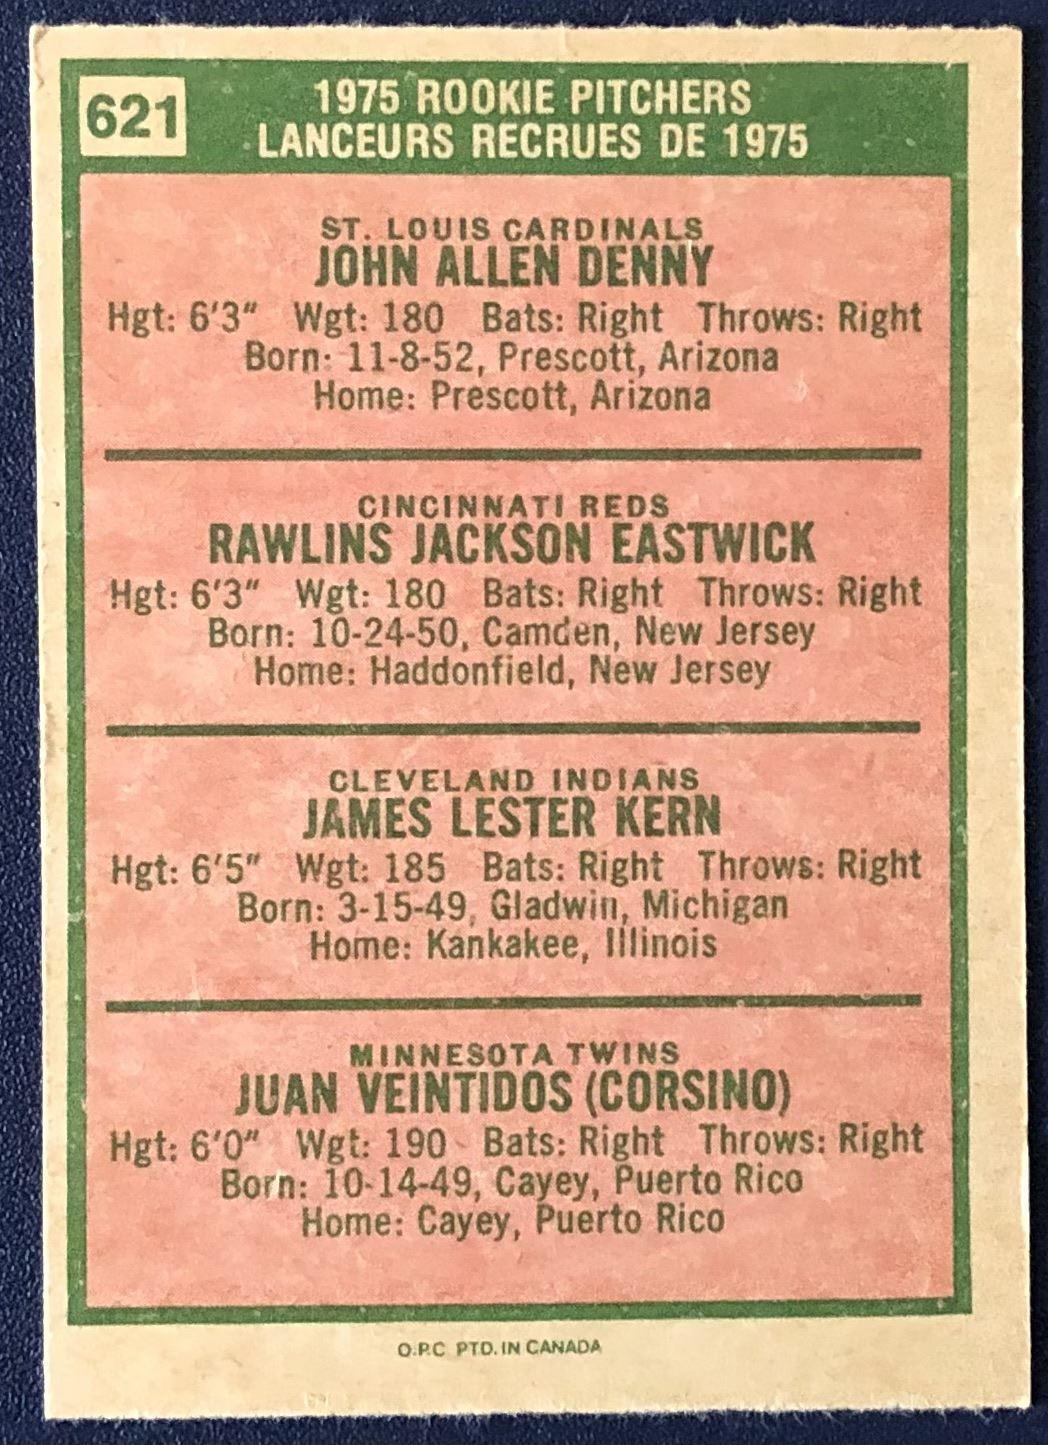 621
1975 ROOKIE PITCHERS
LANCEURS RECRUES DE 1975
ST. LOUIS CARDINALS
JOHN ALLEN DENNY
Hgt: 6'3" Wgt: 180 Bats: Right Throws: Right
Born: 11-8-52, Prescott, Arizona
Home: Prescott, Arizona
CINCINNATI REDS
RAWLINS JACKSON EASTWICK
Hgt: 6'3" Wgt: 180 Bats: Right Throws: Right
Born: 10-24-50, Camden, New Jersey
Home: Haddonfield, New Jersey
CLEVELAND INDIANS
JAMES LESTER KERN
Hgt: 6'5" Wgt: 185 Bats: Right Throws: Right
Born: 3-15-49, Gladwin, Michigan
Home: Kankakee, Illinois
MINNESOTA TWINS
JUAN VEINTIDOS (CORSINO)
Hgt: 6'0" Wgt: 190 Bats: Right Throws: Right
Born: 10-14-49, Cayey, Puerto Rico
Home: Cayey, Puerto Rico
O.P.C PTD. IN CANADA